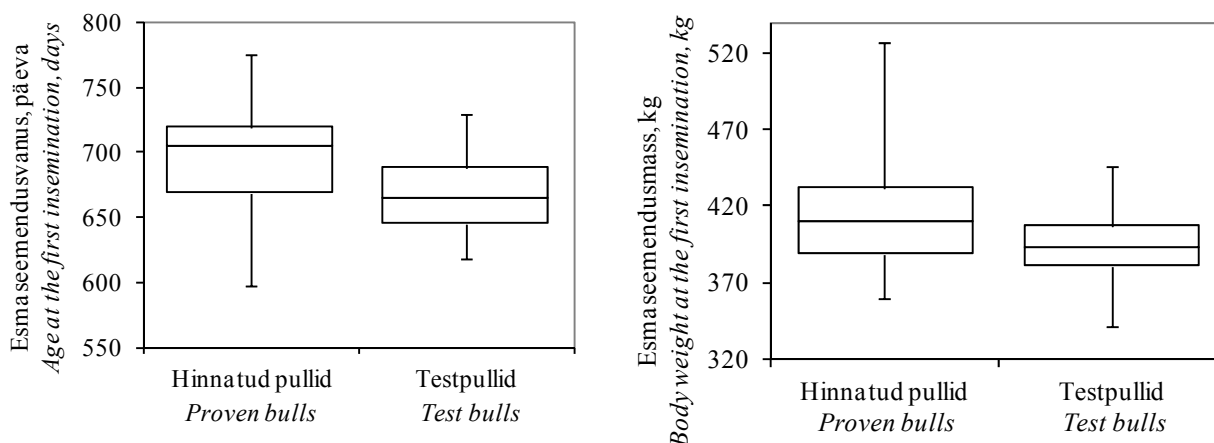 Esmaseemendusvanus, päeva
Age at the first insemination, days
800
750
700
650
600
550
Hinnatud pullid
Proven bulls
Testpullid
Test bulls
Esmaseemendusmass, kg
Body weight at the first insemination, kg
520
470
420
370
320
Hinnatud pullid
Proven bulls
Testpullid
Test bulls